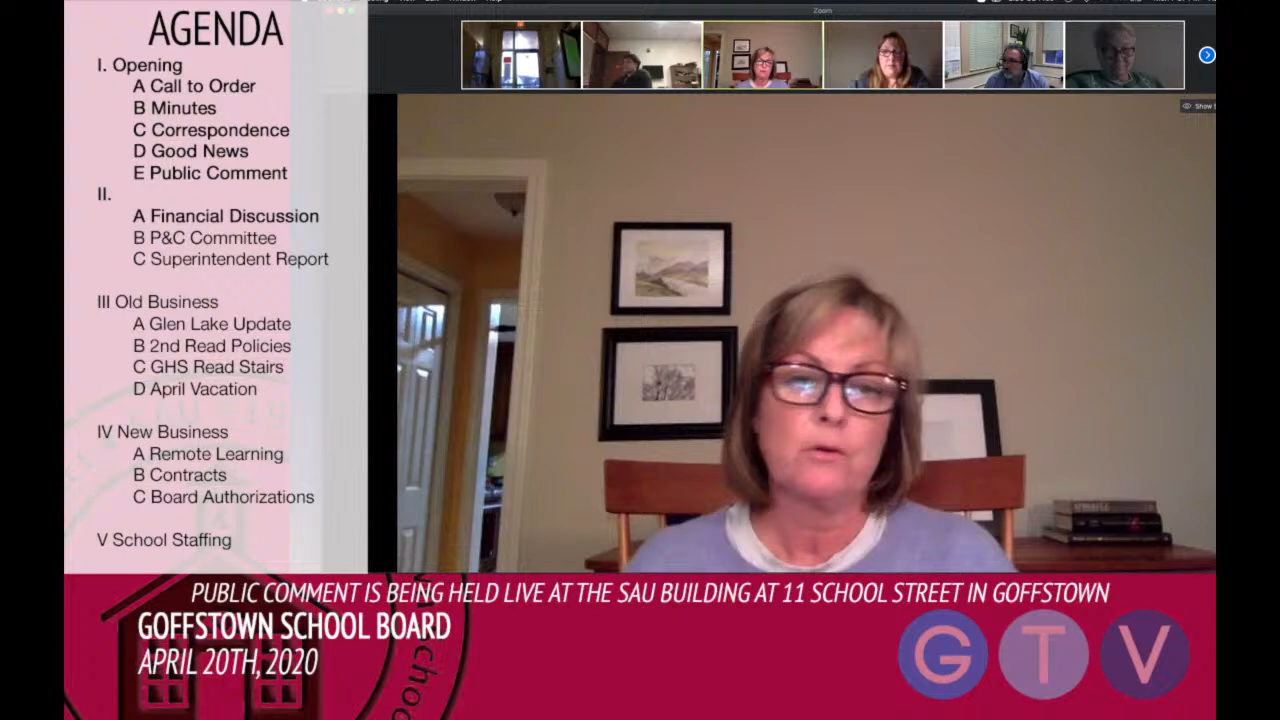 Zoom
AGENDA
I. Opening
A Call to Order
B Minutes
C Correspondence
D Good News
E Public Comment
II.
A Financial Discussion
B P&C Committee
C Superintendent Report
III Old Business
A Glen Lake Update
B 2nd Read Policies
C GHS Read Stairs
D April Vacation
IV New Business
A Remote Learning
B Contracts
C Board Authorizations
V School Staffing
Show
PUBLIC COMMENT IS BEING HELD LIVE AT THE SAU BUILDING AT 11 SCHOOL STREET IN GOFFSTOWN
GOFFSTOWN SCHOOL BOARD
APRIL 20TH, 2020
G T V